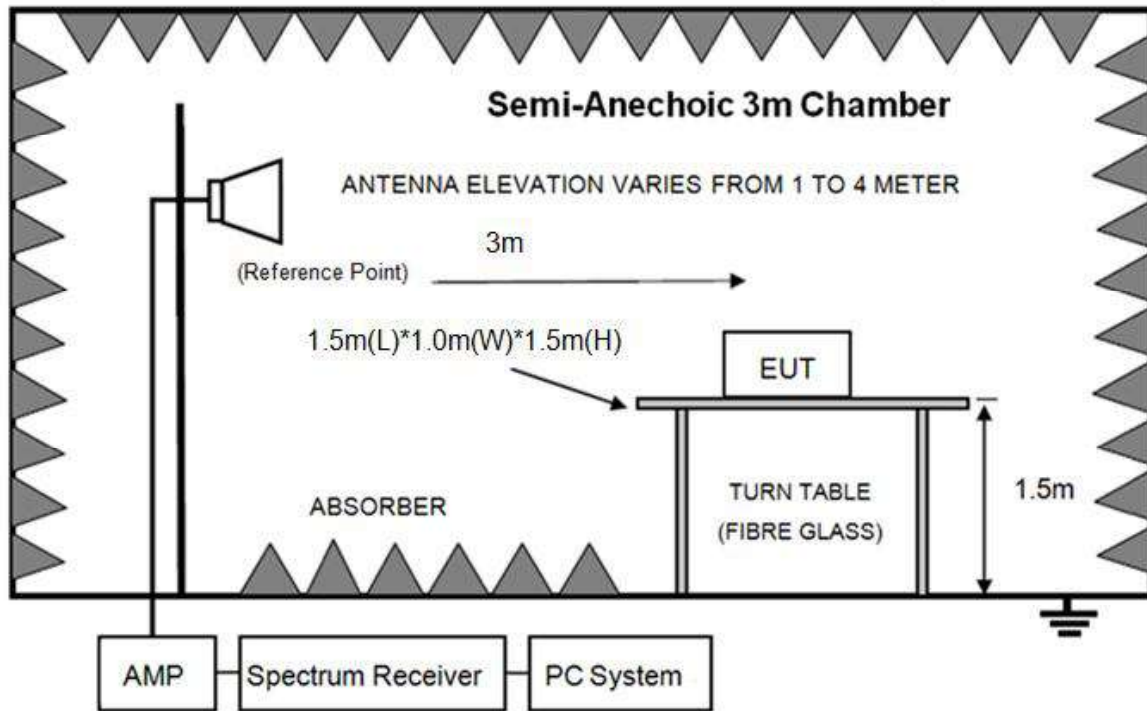 Semi-Anechoic 3m Chamber
ANTENNA ELEVATION VARIES FROM 1 TO 4 METER
3m
(Reference Point)
1.5m(L)*1.0m(W)*1.5m(H)
EUT
ABSORBER
TURN TABLE
(FIBRE GLASS)
1.5m
AMP
Spectrum Receiver
PC System